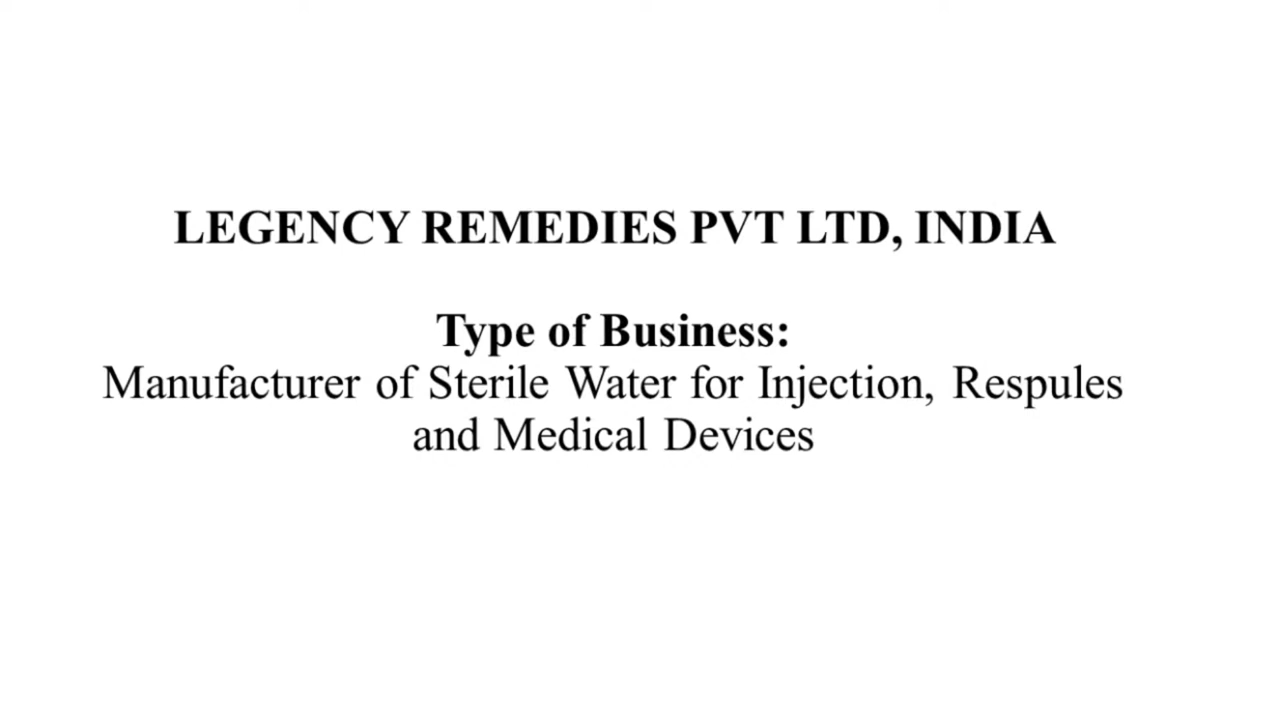 LEGENCY REMEDIES PVT LTD, INDIA
Type of Business:
Manufacturer of Sterile Water for Injection, Respules
and Medical Devices